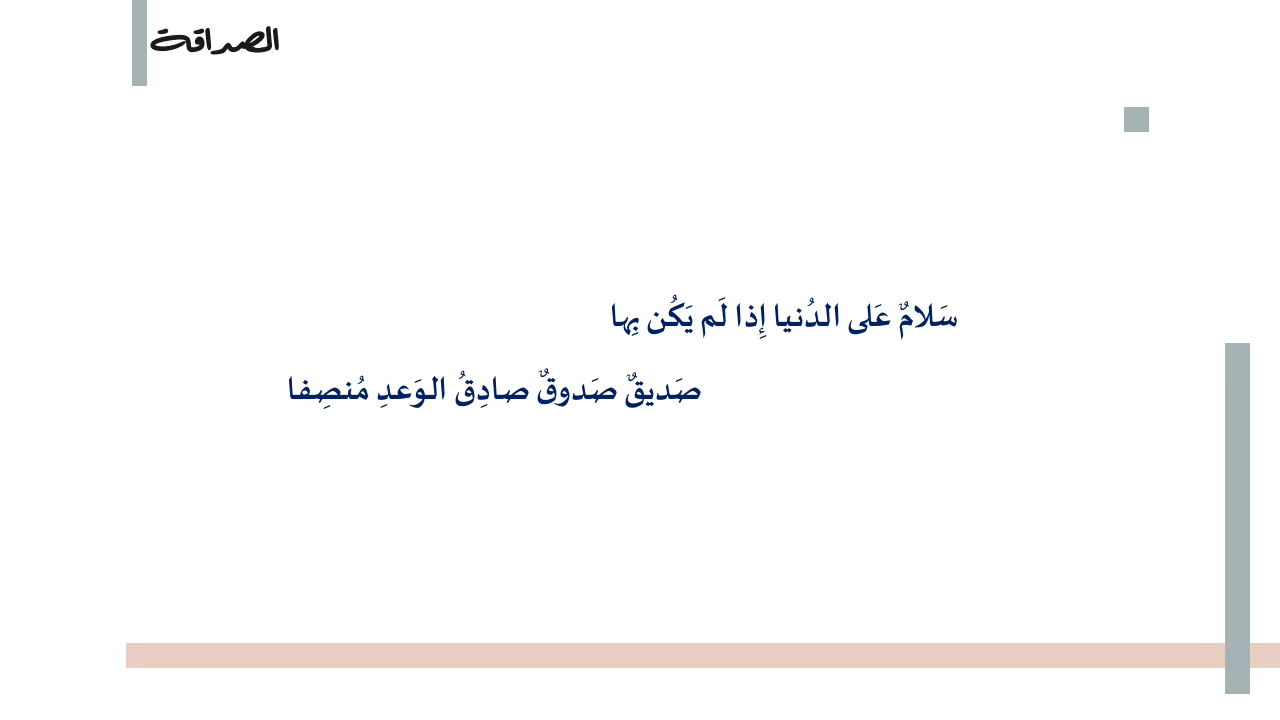 الصداقة
سَلامٌ عَلى الدُنيا إِذا لَم يَكُن بِها
صَديقٌ صَدوقٌ صادِقُ الوَعدِ مُنصِفا